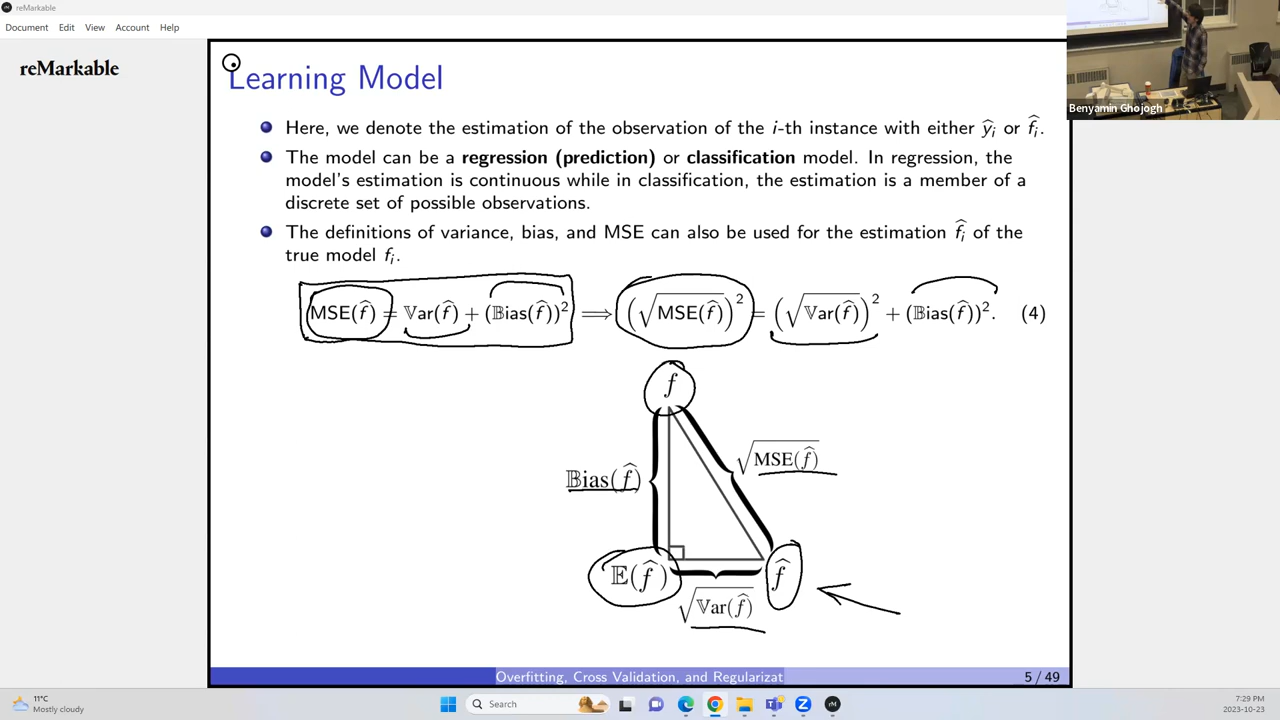 reMarkable
Document Edit View Account Help
reMarkable
Learning Model
Here, we denote the estimation of the observation of the i-th instance with either ŷᵢ or f̂ᵢ.
The model can be a regression (prediction) or classification model. In regression, the
model's estimation is continuous while in classification, the estimation is a member of a
discrete set of possible observations.
The definitions of variance, bias, and MSE can also be used for the estimation f̂ᵢ of the
true model fᵢ.
MSE(f̂) = 𝕍ar(f̂) + (𝔹ias(f̂))² ⟹ (√MSE(f̂))² = (√𝕍ar(f̂))² + (𝔹ias(f̂))². (4)
f
√MSE(f̂)
𝔹ias(f̂)
𝔼(f̂) f̂
√𝕍ar(f̂)
Overfitting, Cross Validation, and Regularizat 5 / 49
Benyamin Ghojogh
11°C
Mostly cloudy
Search
rM
7:29 PM
2023-10-23